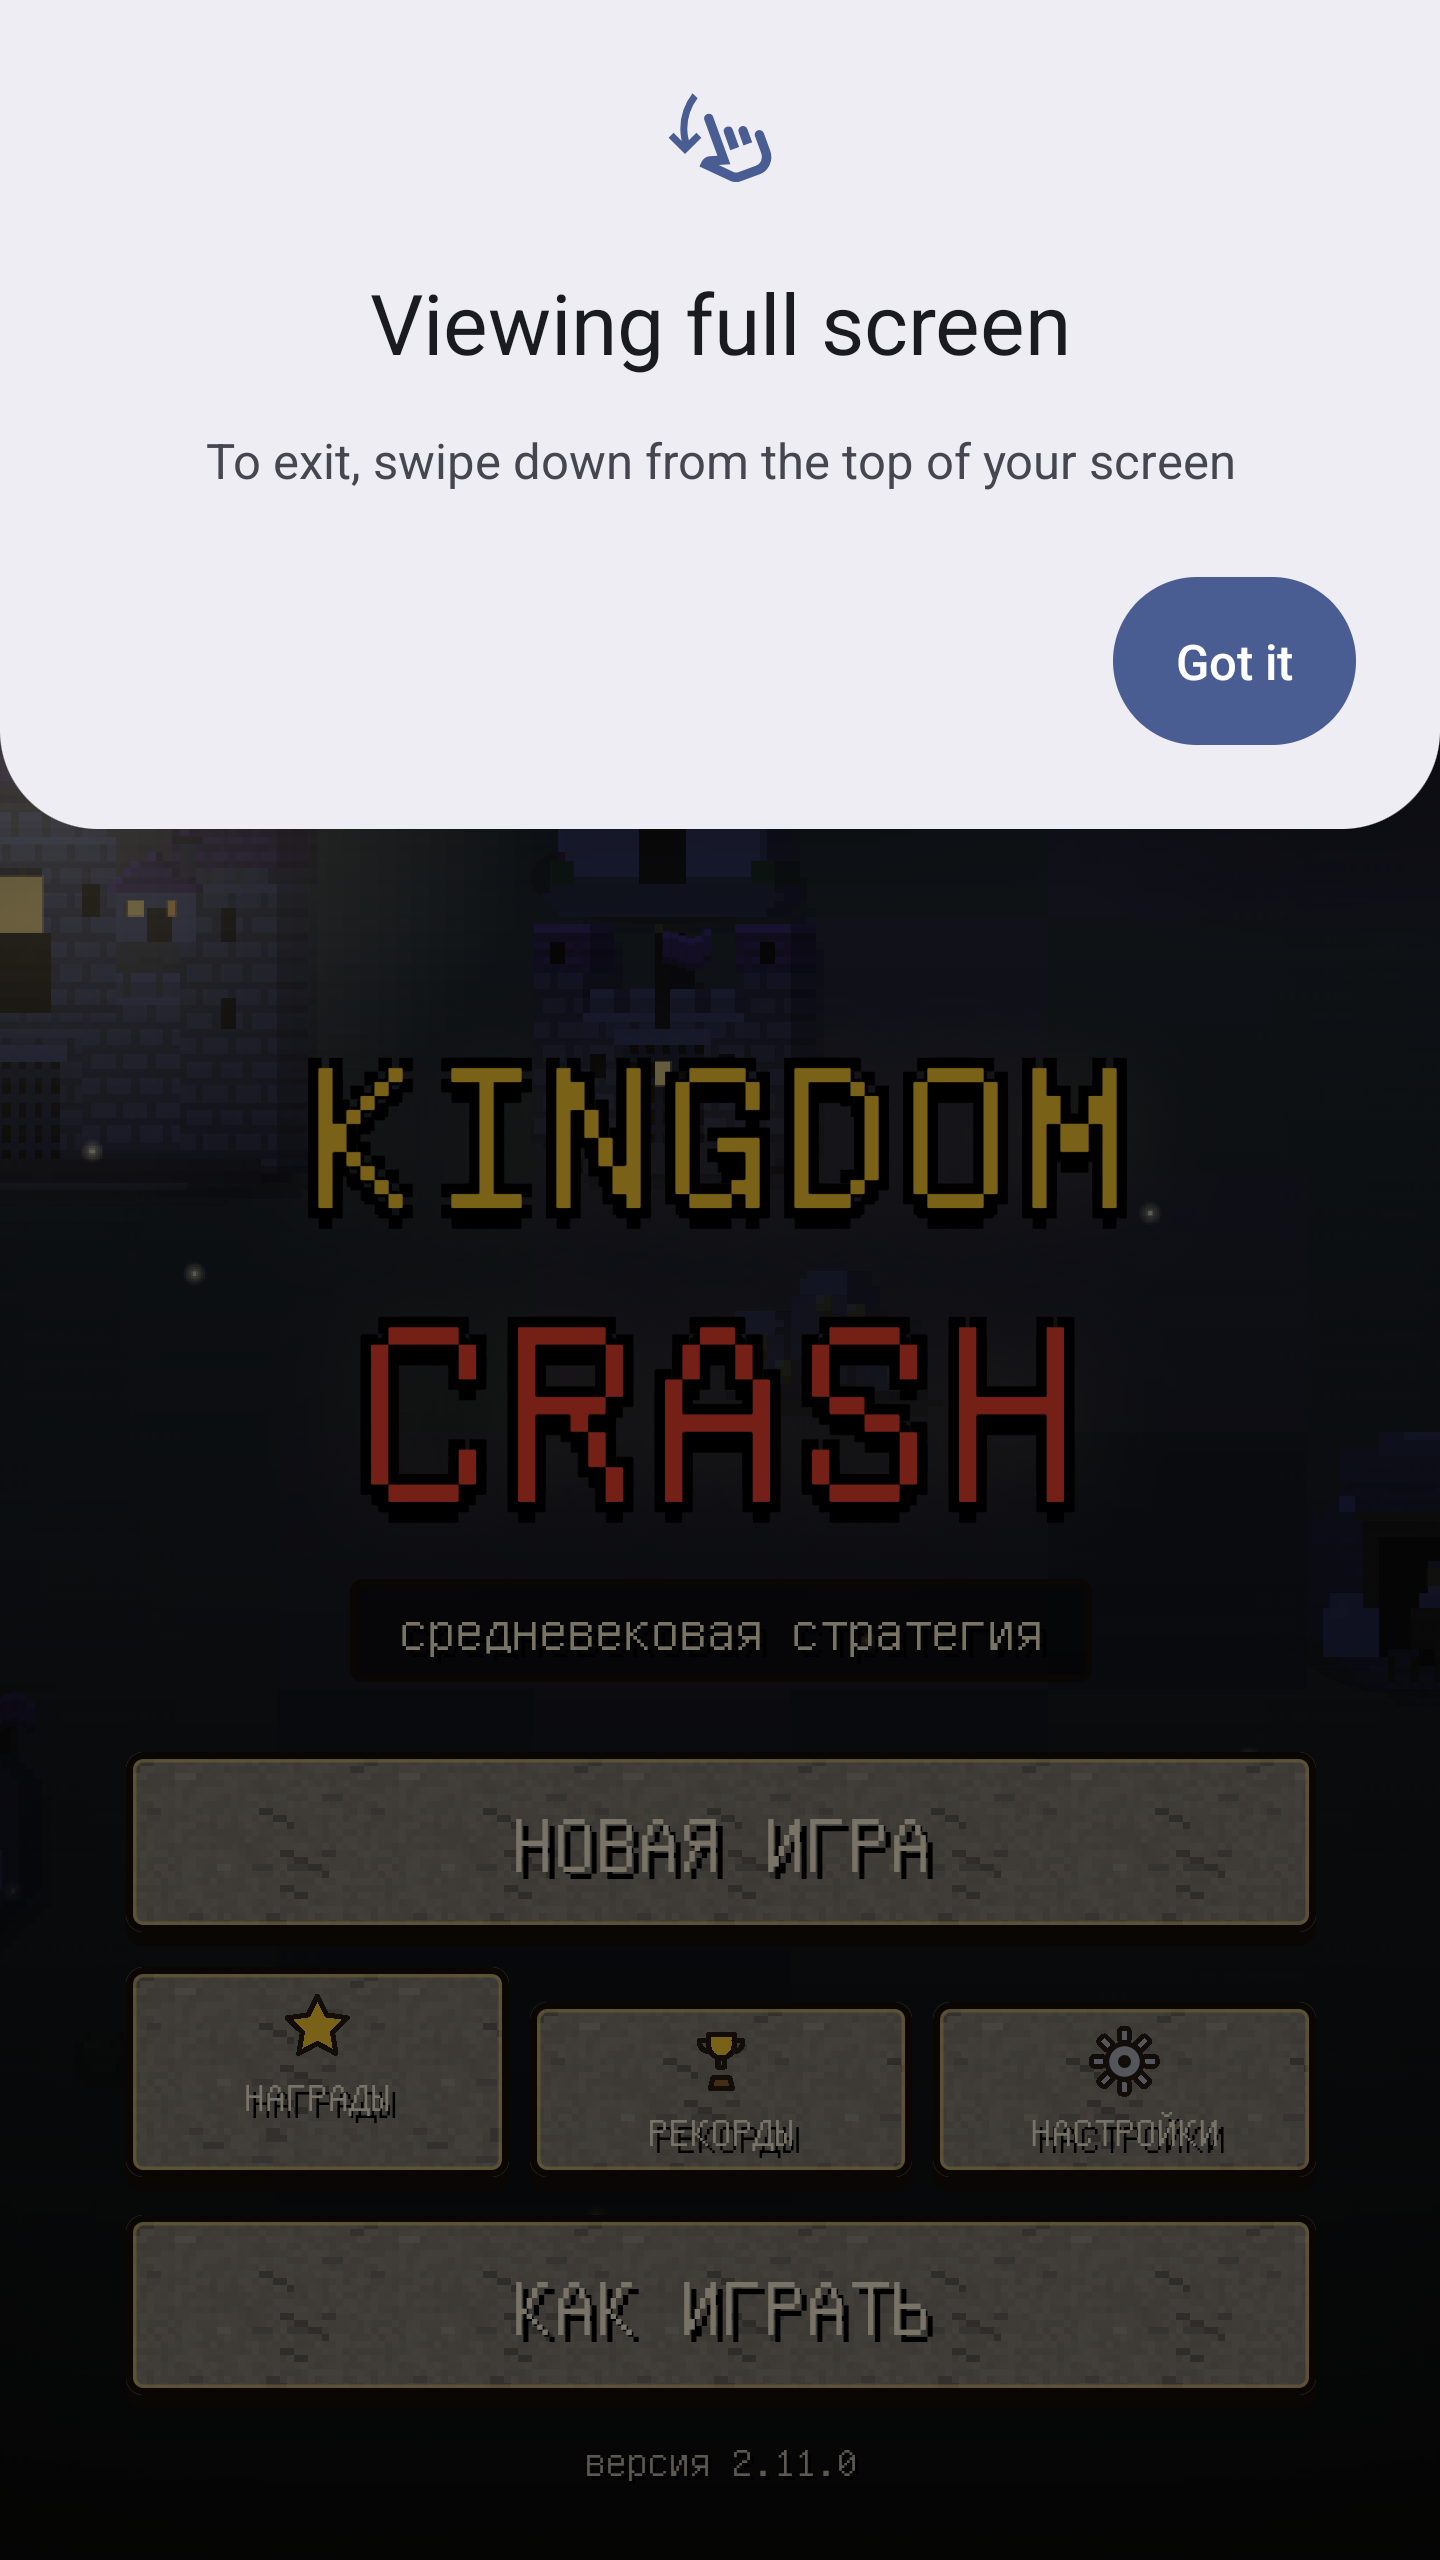 Viewing full screen
To exit, swipe down from the top of your screen
Got it
KINGDOM
CRASH
средневековая стратегия
НОВАЯ ИГРА
НАГРАДЫ
РЕКОРДЫ
НАСТРОЙКИ
КАК ИГРАТЬ
версия 2.11.0